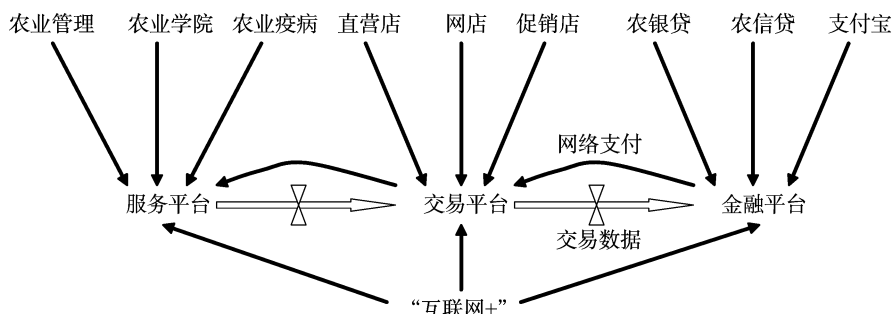 农业管理 农业学院 农业疫病 直营店 网店 促销店 农银贷 农信贷 支付宝
网络支付
服务平台 交易平台 金融平台
交易数据
“互联网+”